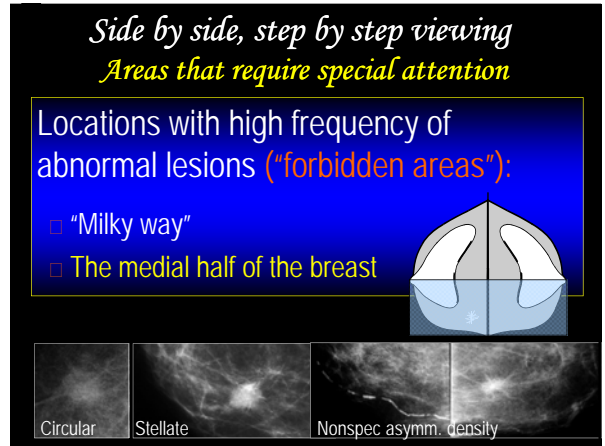 Side by side, step by step viewing
Areas that require special attention
Locations with high frequency of
abnormal lesions ("forbidden areas"):
"Milky way"
The medial half of the breast
Circular
Stellate
Nonspec asymm. density